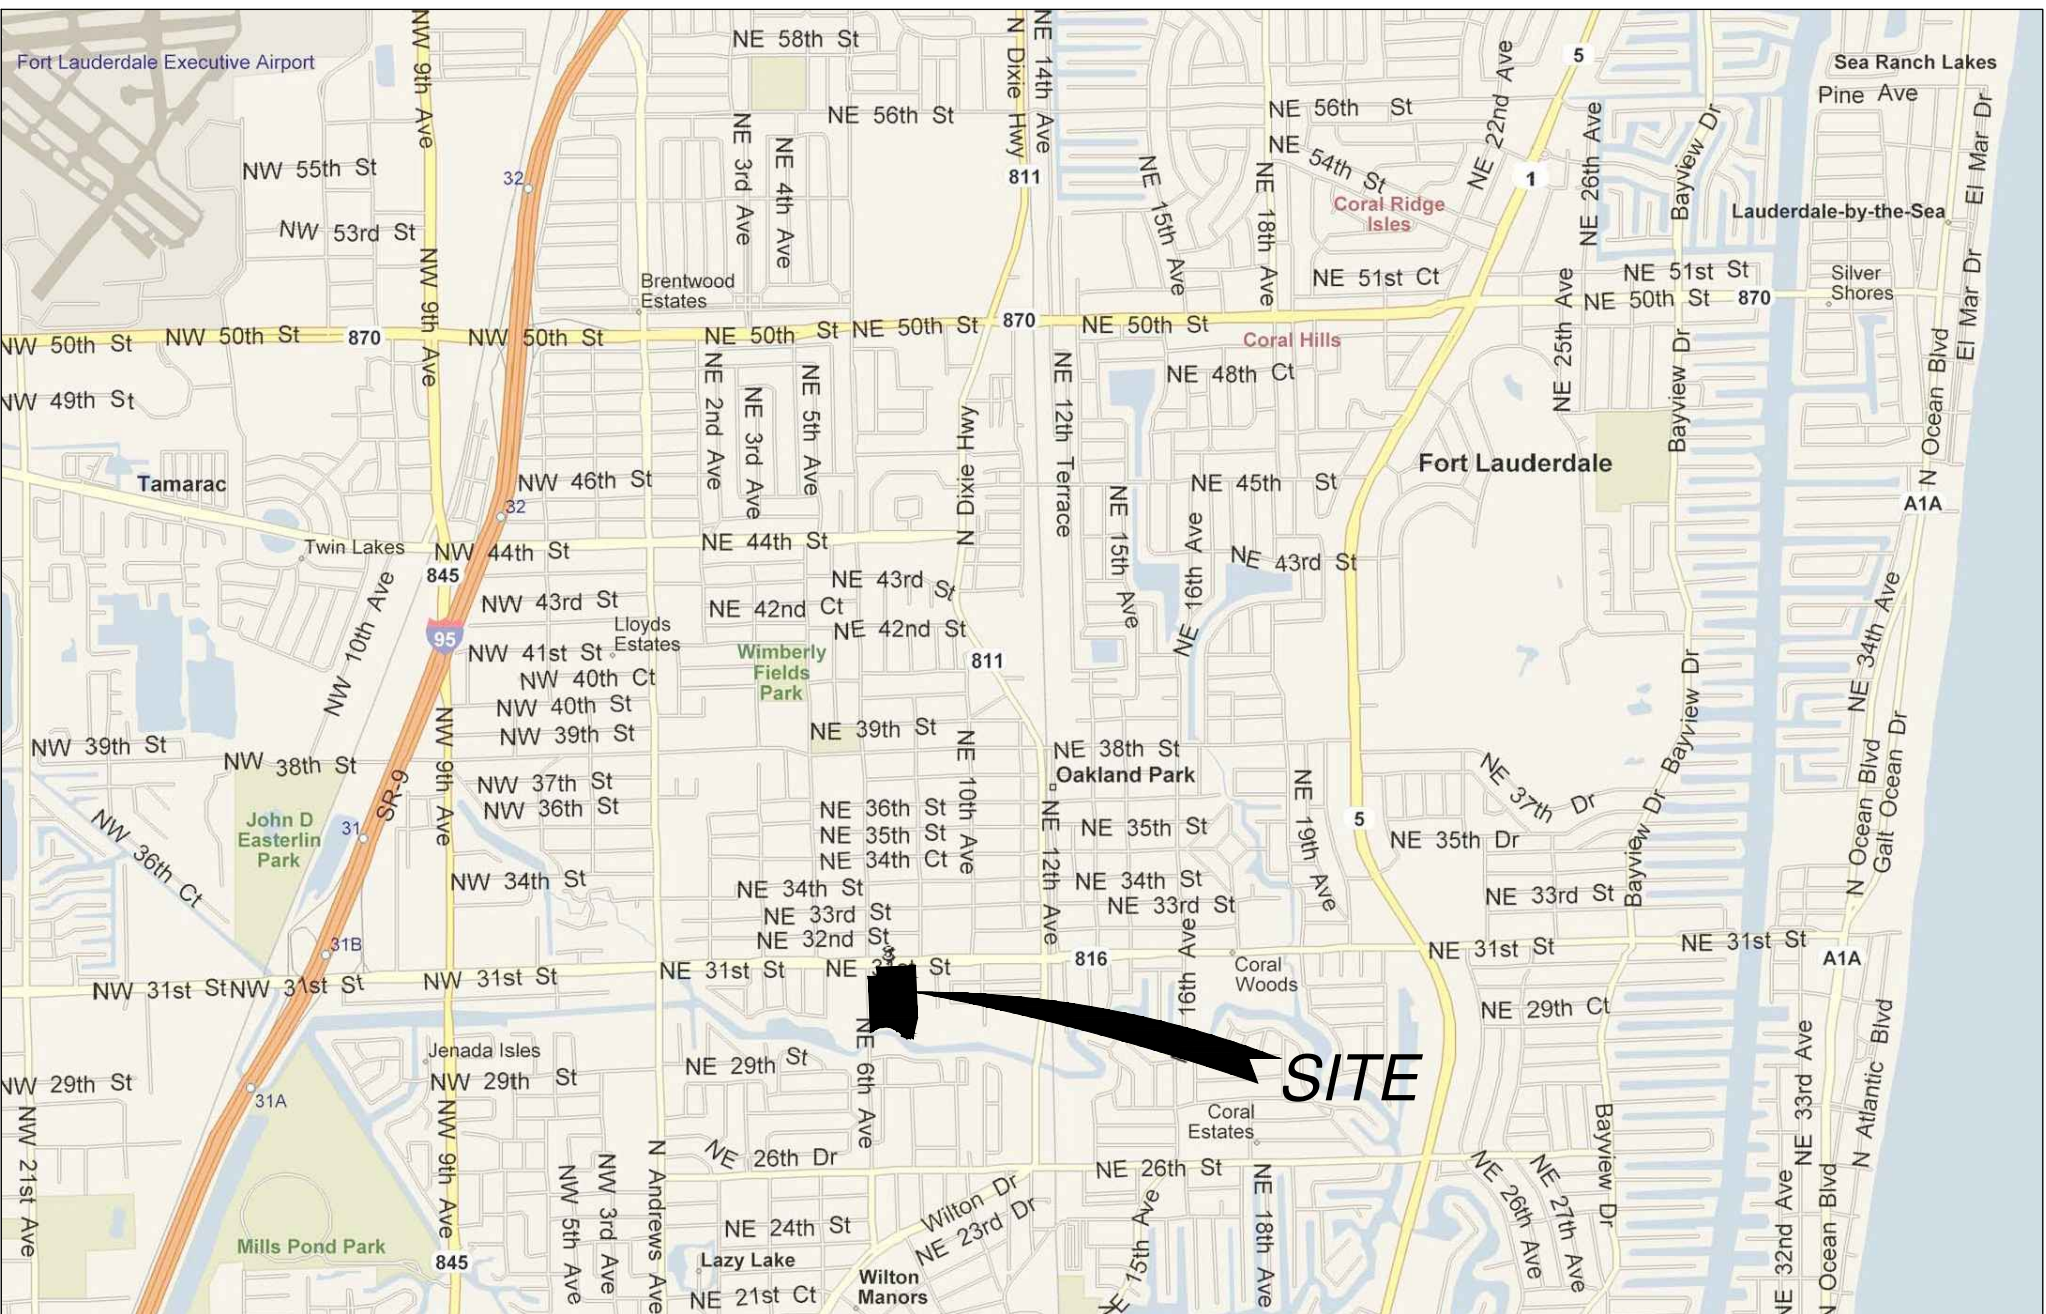 Fort Lauderdale Executive Airport
NW 9th Ave
NE 58th St
N Dixie Hwy
NE 14th Ave
NE 22nd Ave
5
Sea Ranch Lakes
Pine Ave
El Mar Dr
NE 56th St
NE 56th St
NE 26th Ave
Bayview Dr
NW 55th St
32
NE 3rd Ave
NE 4th Ave
811
NE 15th Ave
NE 18th Ave
NE 54th St
1
Coral Ridge
Isles
Lauderdale-by-the-Sea
NW 53rd St
NW 9th Ave
Brentwood
Estates
NE 51st Ct
NE 25th Ave
NE 51st St
NE 50th St
870
Silver
Shores
El Mar Dr
NW 50th St
NW 50th St
870
NW 50th St
NE 50th St
NE 50th St
870
NE 50th St
Coral Hills
Bayview Dr
N Ocean Blvd
NW 49th St
NE 2nd Ave
NE 3rd Ave
NE 5th Ave
N Dixie Hwy
NE 12th Terrace
NE 48th Ct
Fort Lauderdale
Tamarac
NW 46th St
32
NE 15th Ave
NE 45th St
NE 16th Ave
A1A
Twin Lakes
NW 44th St
NE 44th St
NE 43rd St
845
NE 43rd St
NW 10th Ave
NW 43rd St
NE 42nd Ct
NE 42nd St
NE 34th Ave
95
Lloyds
Estates
NW 41st St
Wimberly
Fields
Park
811
NW 40th Ct
NW 40th St
NW 39th St
NE 39th St
NW 39th St
NW 38th St
NW 9th Ave
NE 10th Ave
NE 38th St
Oakland Park
Bayview Dr
N Ocean Blvd
Galt Ocean Dr
SR-9
NW 37th St
NW 36th St
NE 36th St
NE 12th Ave
NE 19th Ave
NE 37th Dr
NW 36th Ct
John D
Easterlin
Park
31
NE 35th St
NE 35th St
5
NE 35th Dr
Bayview Dr
NE 34th Ct
NW 34th St
NE 34th St
NE 34th St
NE 33rd St
NE 33rd St
NE 33rd St
31B
NE 32nd St
16th Ave
NW 31st St
NW 31st St
NW 31st St
NE 31st St
NE 31st St
816
Coral
Woods
NE 31st St
NE 31st St
A1A
NE 29th Ct
NE 6th Ave
Jenada Isles
NE 29th St
SITE
NE 33rd Ave
N Atlantic Blvd
NW 29th St
31A
NW 29th St
Coral
Estates
Bayview Dr
NW 21st Ave
NW 9th Ave
NW 5th Ave
NW 3rd Ave
N Andrews Ave
NE 26th Dr
NE 26th St
NE 15th Ave
NE 18th Ave
NE 26th Ave
NE 27th Ave
NE 32nd Ave
N Ocean Blvd
Wilton Dr
NE 24th St
NE 23rd Dr
Mills Pond Park
845
Lazy Lake
Wilton
Manors
NE 21st Ct